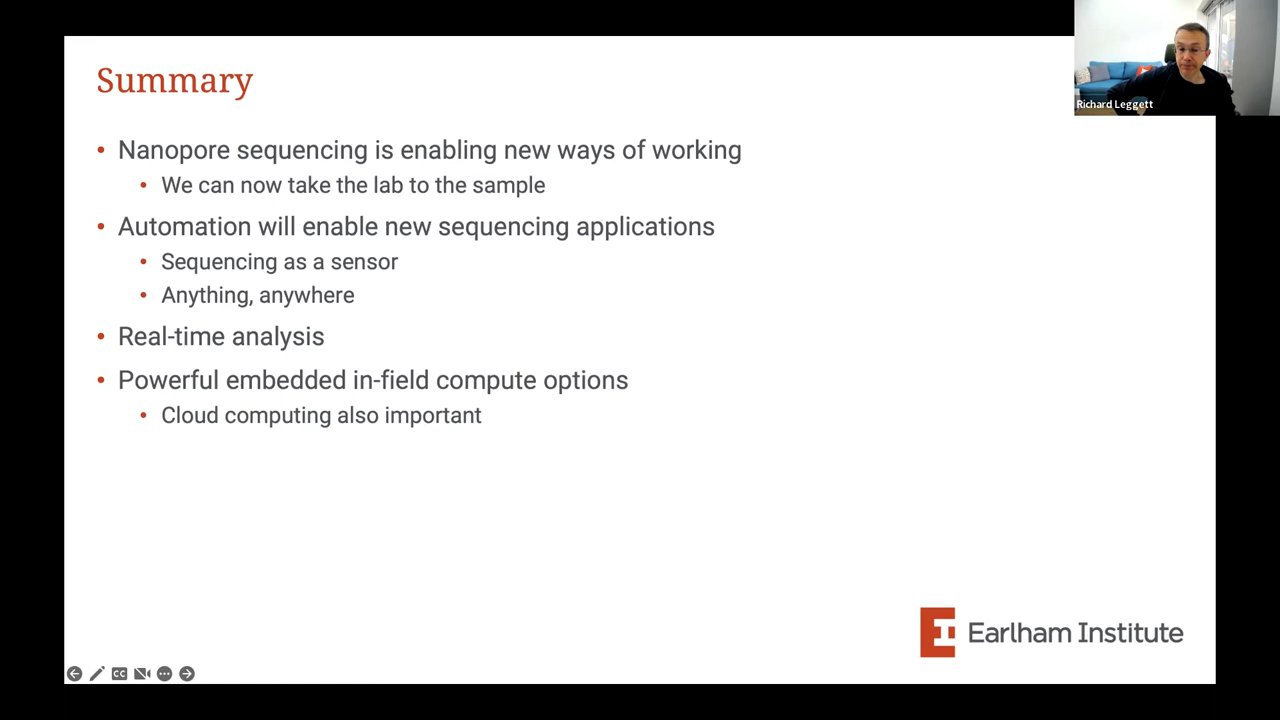 Summary
Richard Leggett
• Nanopore sequencing is enabling new ways of working
• We can now take the lab to the sample
• Automation will enable new sequencing applications
• Sequencing as a sensor
• Anything, anywhere
• Real-time analysis
• Powerful embedded in-field compute options
• Cloud computing also important
Earlham Institute
CC